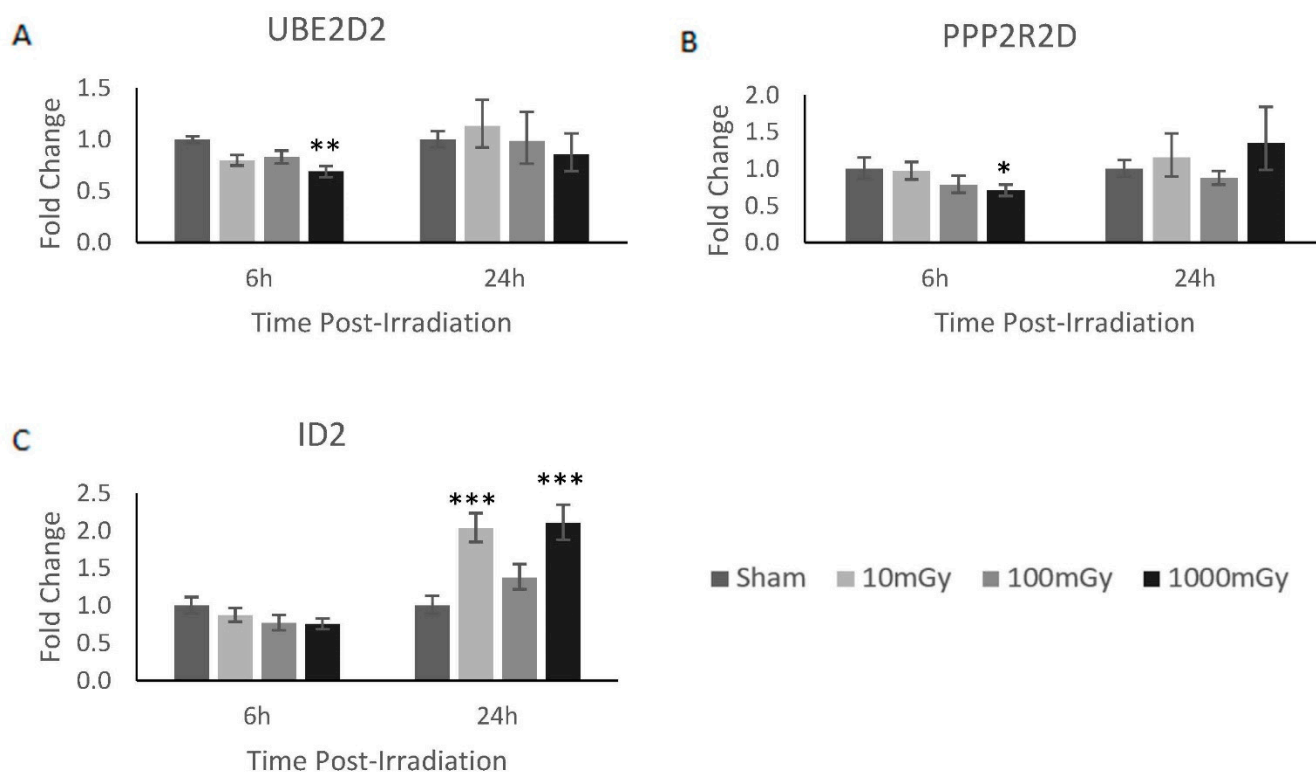 A
UBE2D2
Fold Change
1.5
1.0
0.5
0.0
**
6h
24h
Time Post-Irradiation
B
PPP2R2D
Fold Change
2.0
1.5
1.0
0.5
0.0
*
6h
24h
Time Post-Irradiation
C
ID2
Fold Change
2.5
2.0
1.5
1.0
0.5
0.0
***
***
6h
24h
Time Post-Irradiation
Sham 10mGy 100mGy 1000mGy